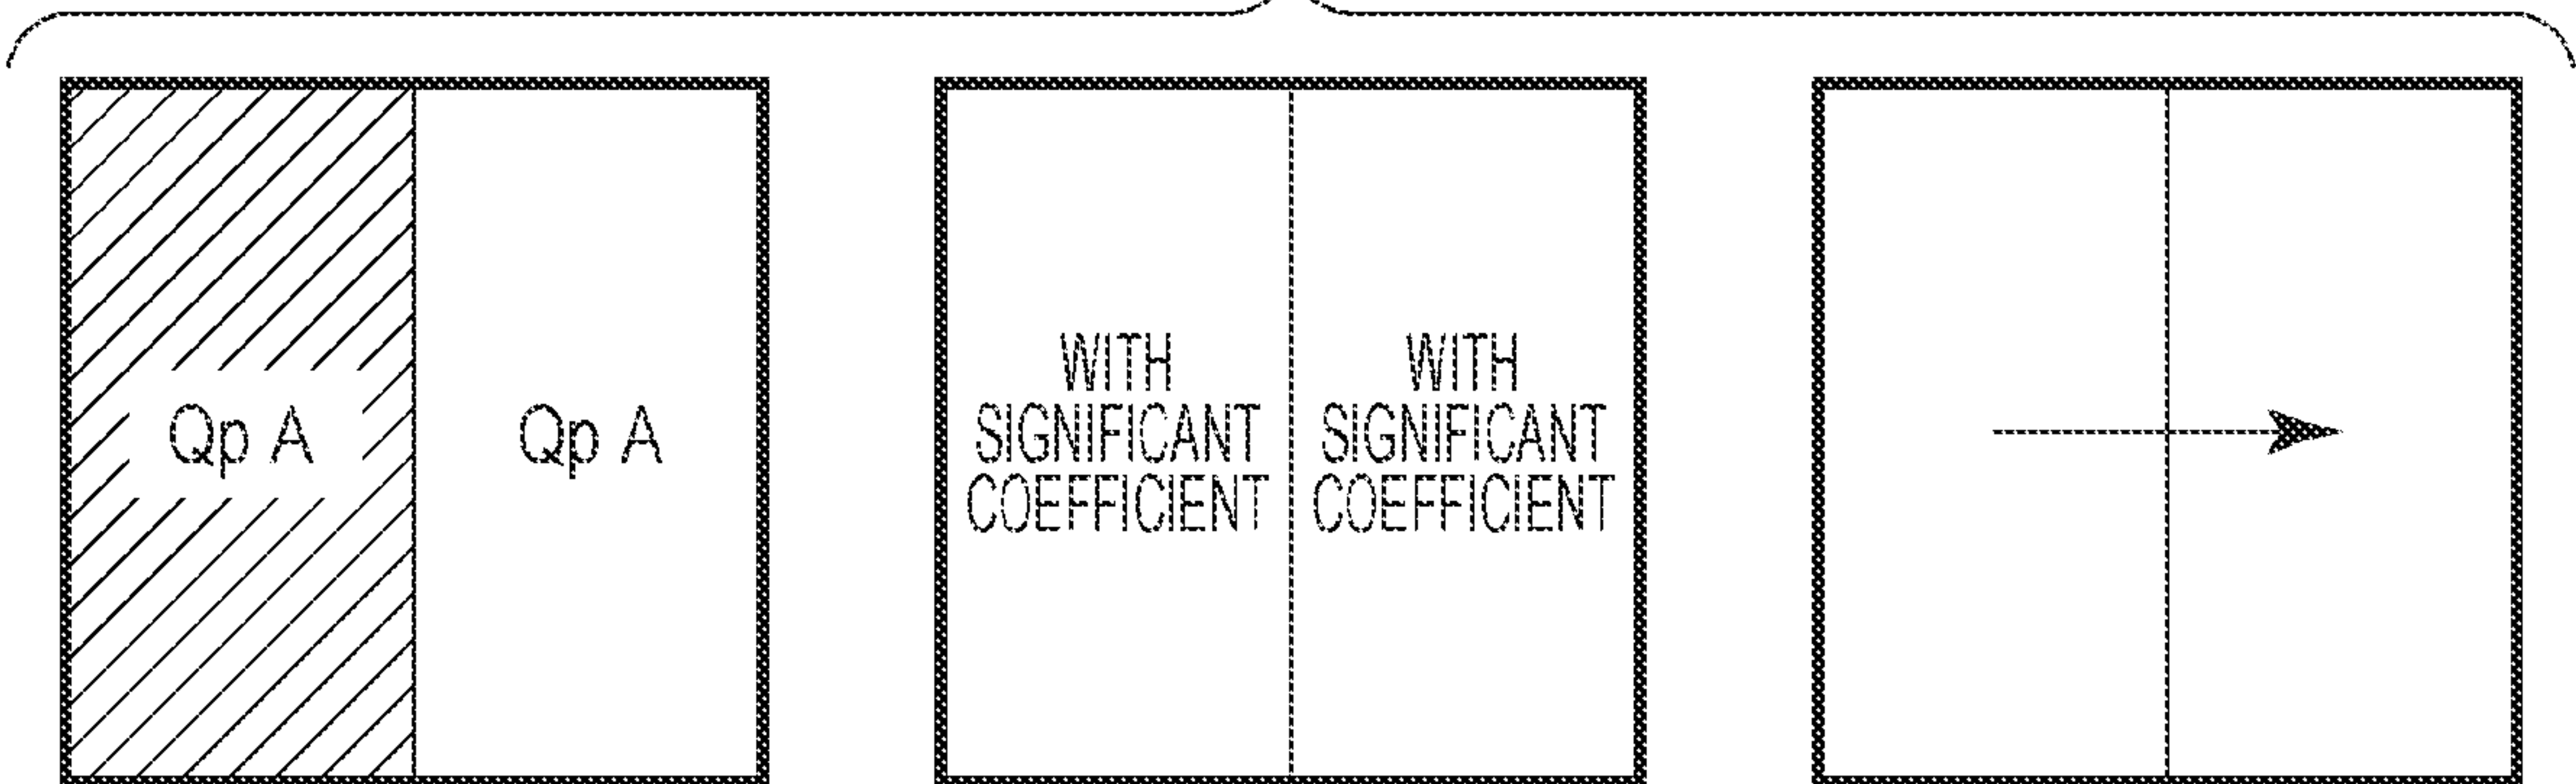 Qp A
Qp A
WITH
SIGNIFICANT
COEFFICIENT
WITH
SIGNIFICANT
COEFFICIENT